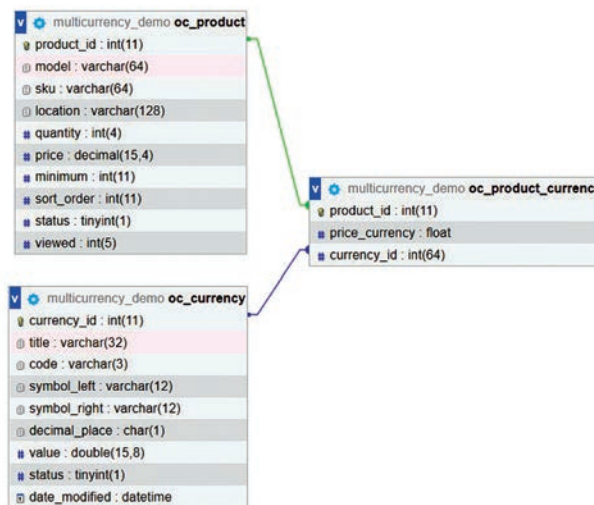 v multicurrency_demo oc_product
product_id : int(11)
model : varchar(64)
sku : varchar(64)
location : varchar(128)
# quantity : int(4)
# price : decimal(15,4)
# minimum : int(11)
# sort_order : int(11)
# status : tinyint(1)
# viewed : int(5)
v multicurrency_demo oc_product_currenc
product_id : int(11)
# price_currency : float
# currency_id : int(64)
v multicurrency_demo oc_currency
currency_id : int(11)
title : varchar(32)
code : varchar(3)
symbol_left : varchar(12)
symbol_right : varchar(12)
decimal_place : char(1)
# value : double(15,8)
# status : tinyint(1)
date_modified : datetime